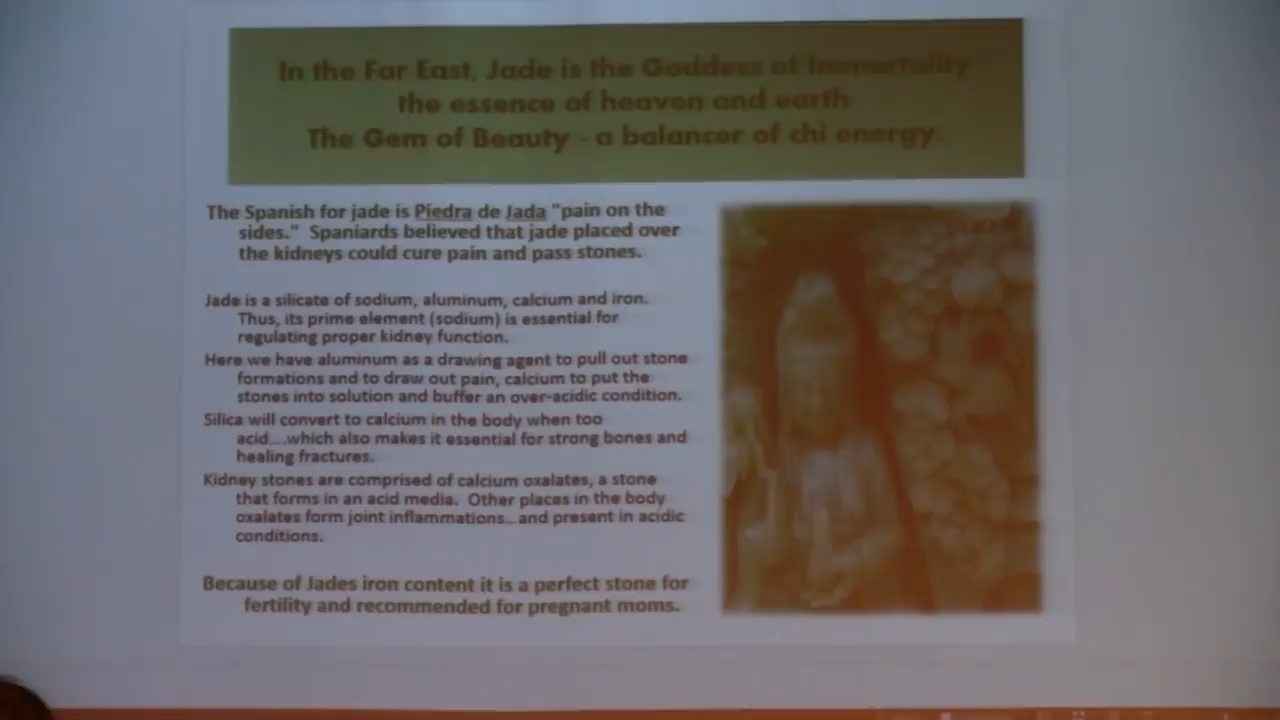 In the Far East, Jade is the Goddess of Immortality
the essence of heaven and earth
The Gem of Beauty - a balancer of chi energy
The Spanish for jade is Piedra de Jada "pain on the
sides." Spaniards believed that jade placed over
the kidneys could cure pain and pass stones.
Jade is a silicate of sodium, aluminum, calcium and iron.
Thus, its prime element (sodium) is essential for
regulating proper kidney function.
Here we have aluminum as a drawing agent to pull out stone
formations and to draw out pain, calcium to put the
stones into solution and buffer an over-acidic condition.
Silica will convert to calcium in the body when too
acid....which also makes it essential for strong bones and
healing fractures.
Kidney stones are comprised of calcium oxalates, a stone
that forms in an acid media. Other places in the body
oxalates form joint inflammations...and present in acidic
conditions.
Because of Jades iron content it is a perfect stone for
fertility and recommended for pregnant moms.